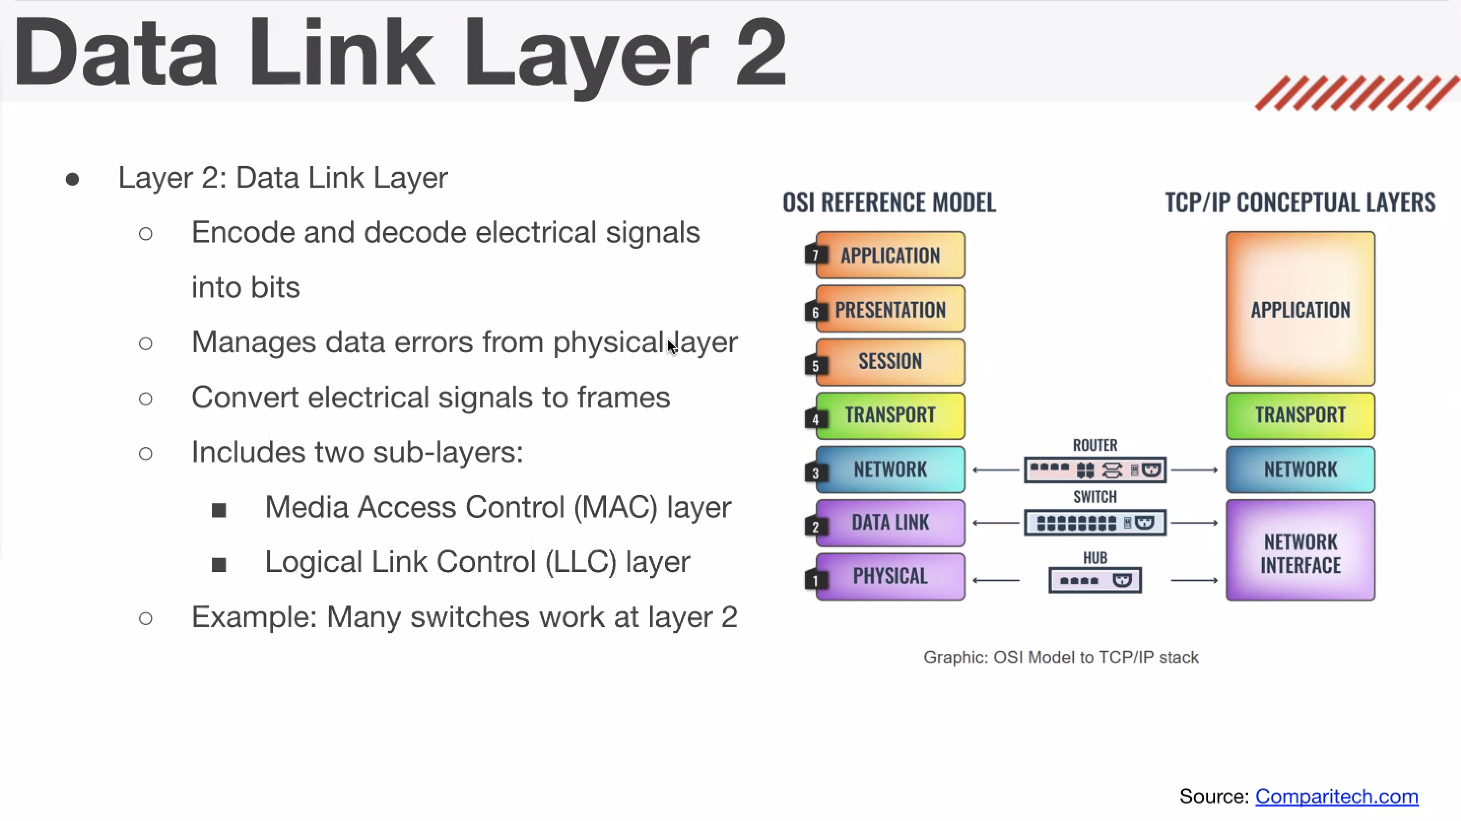 Data Link Layer 2
● Layer 2: Data Link Layer
○ Encode and decode electrical signals
into bits
○ Manages data errors from physical layer
○ Convert electrical signals to frames
○ Includes two sub-layers:
■ Media Access Control (MAC) layer
■ Logical Link Control (LLC) layer
○ Example: Many switches work at layer 2
OSI REFERENCE MODEL
7 APPLICATION
6 PRESENTATION
5 SESSION
4 TRANSPORT
3 NETWORK
2 DATA LINK
1 PHYSICAL
ROUTER
SWITCH
HUB
TCP/IP CONCEPTUAL LAYERS
APPLICATION
TRANSPORT
NETWORK
NETWORK
INTERFACE
Graphic: OSI Model to TCP/IP stack
Source: Comparitech.com